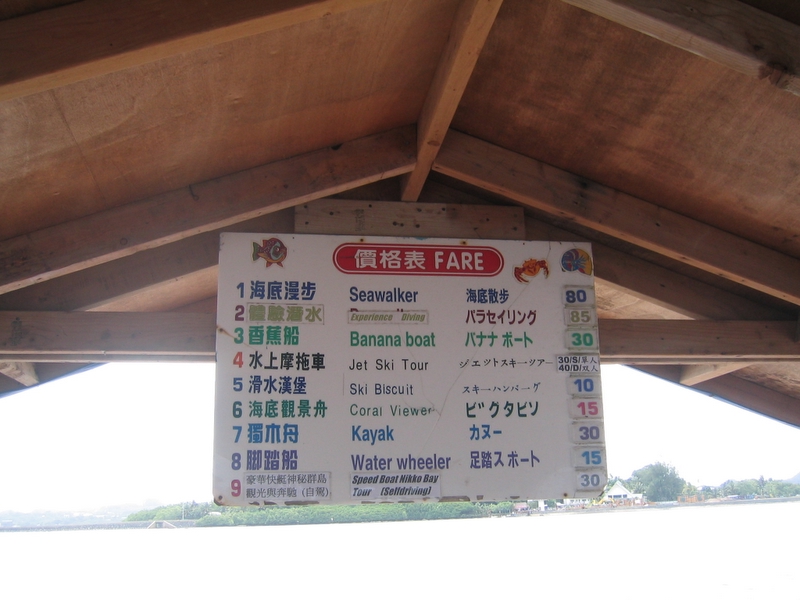 價格表 FARE
1 海底漫步 Seawalker 海底散步 80
2 體驗潛水 Experience Diving パラセイリング 85
3 香蕉船 Banana boat バナナ ボート 30
4 水上摩拖車 Jet Ski Tour ジェットスキーツアー 30/S/單人
40/D/双人
5 滑水漢堡 Ski BIscuit スキーハンバーグ 10
6 海底觀景舟 Coral Viewer ビグタビソ 15
7 獨木舟 Kayak カヌー 30
8 脚踏船 Water wheeler 足踏スポート 15
9 豪華快艇神秘群島 Speed Boat Nikko Bay 30
觀光與奔馳(自駕) Tour (Selfdriving)